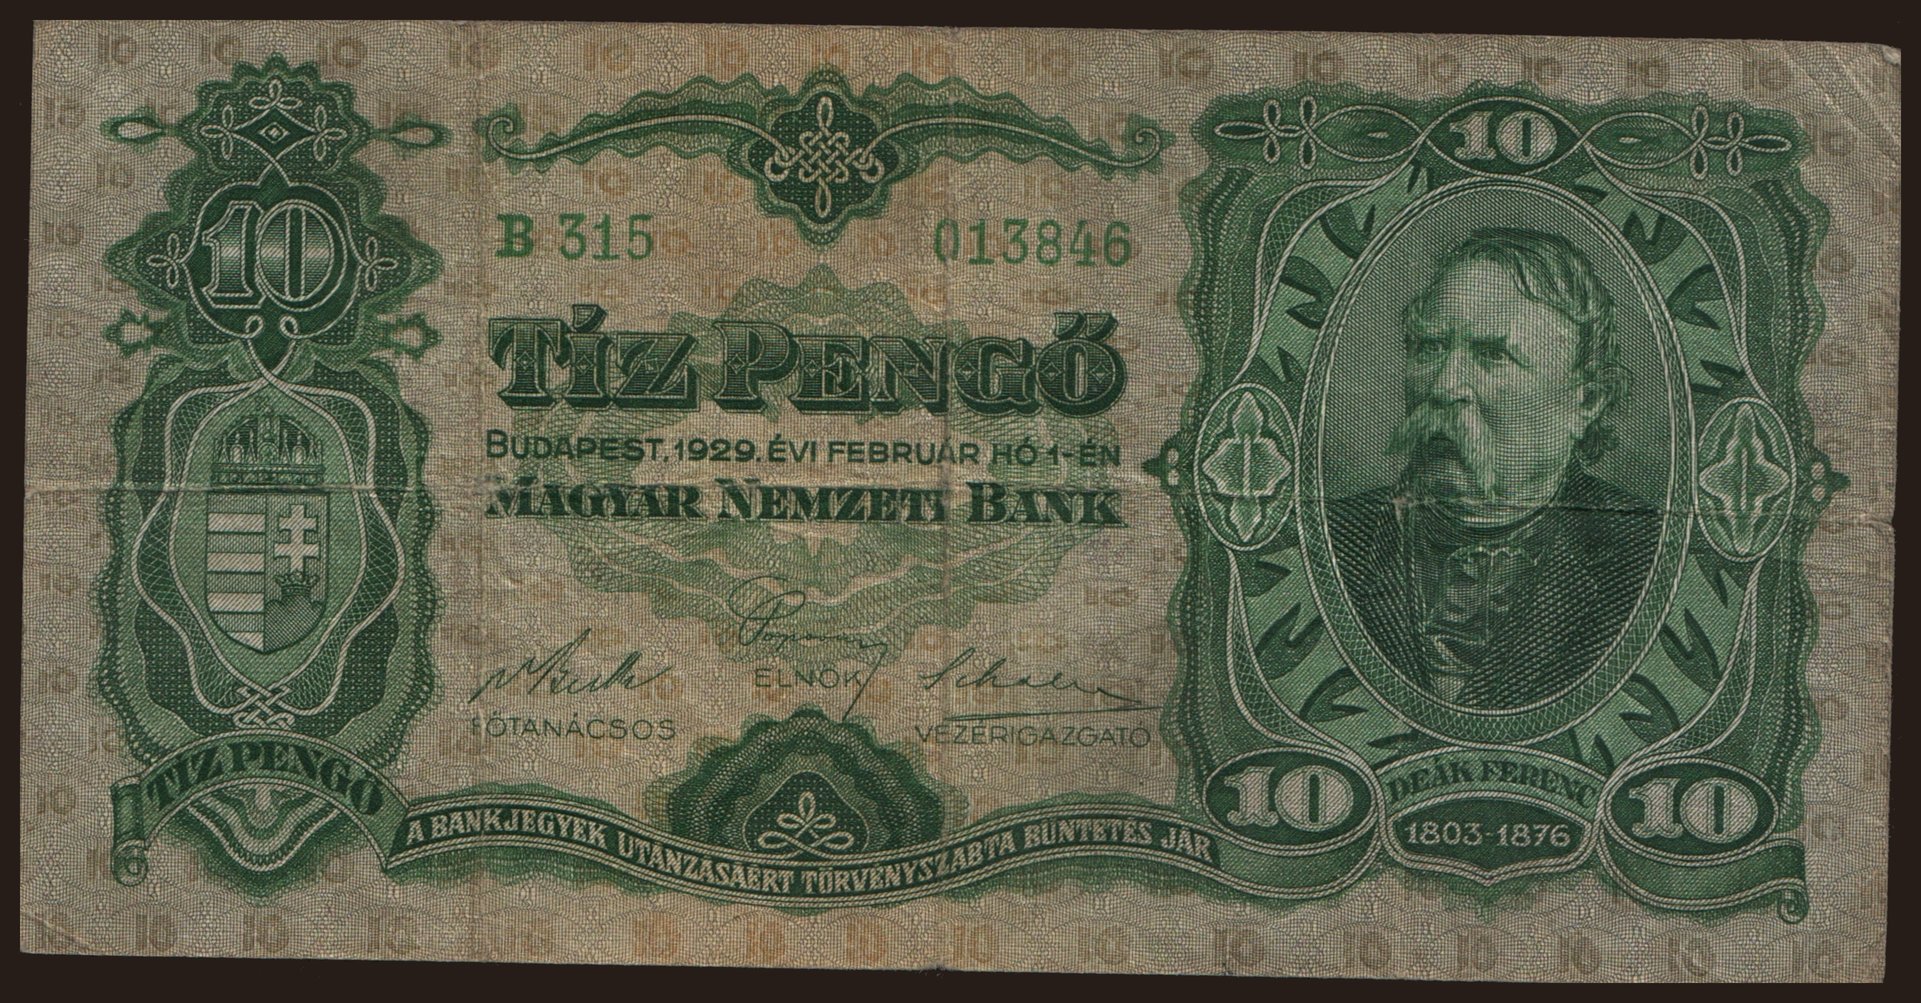 10
10
B 315 013846
TÍZ PENGŐ
BUDAPEST, 1929. ÉVI FEBRUÁR HÓ 1-ÉN
MAGYAR NEMZETI BANK
ELNÖK
FŐTANÁCSOS
VEZÉRIGAZGATÓ
TÍZ PENGŐ
A BANKJEGYEK UTÁNZÁSÁÉRT TÖRVÉNYSZABTA BÜNTETÉS JÁR
10
DEÁK FERENC
1803-1876
10